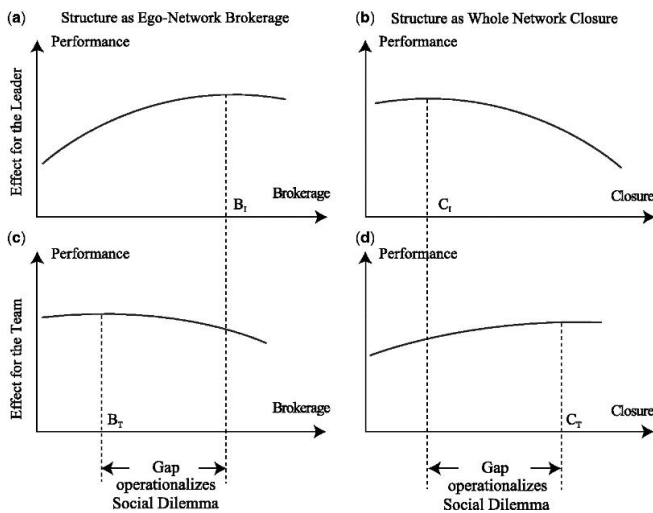 (a) Structure as Ego-Network Brokerage
Performance
Effect for the Leader
Brokerage
B_I
(b) Structure as Whole Network Closure
Performance
C_I
Closure
(c)
Performance
Effect for the Team
Brokerage
B_T
(d)
Performance
Closure
C_T
Gap
operationalizes
Social Dilemma
Gap
operationalizes
Social Dilemma